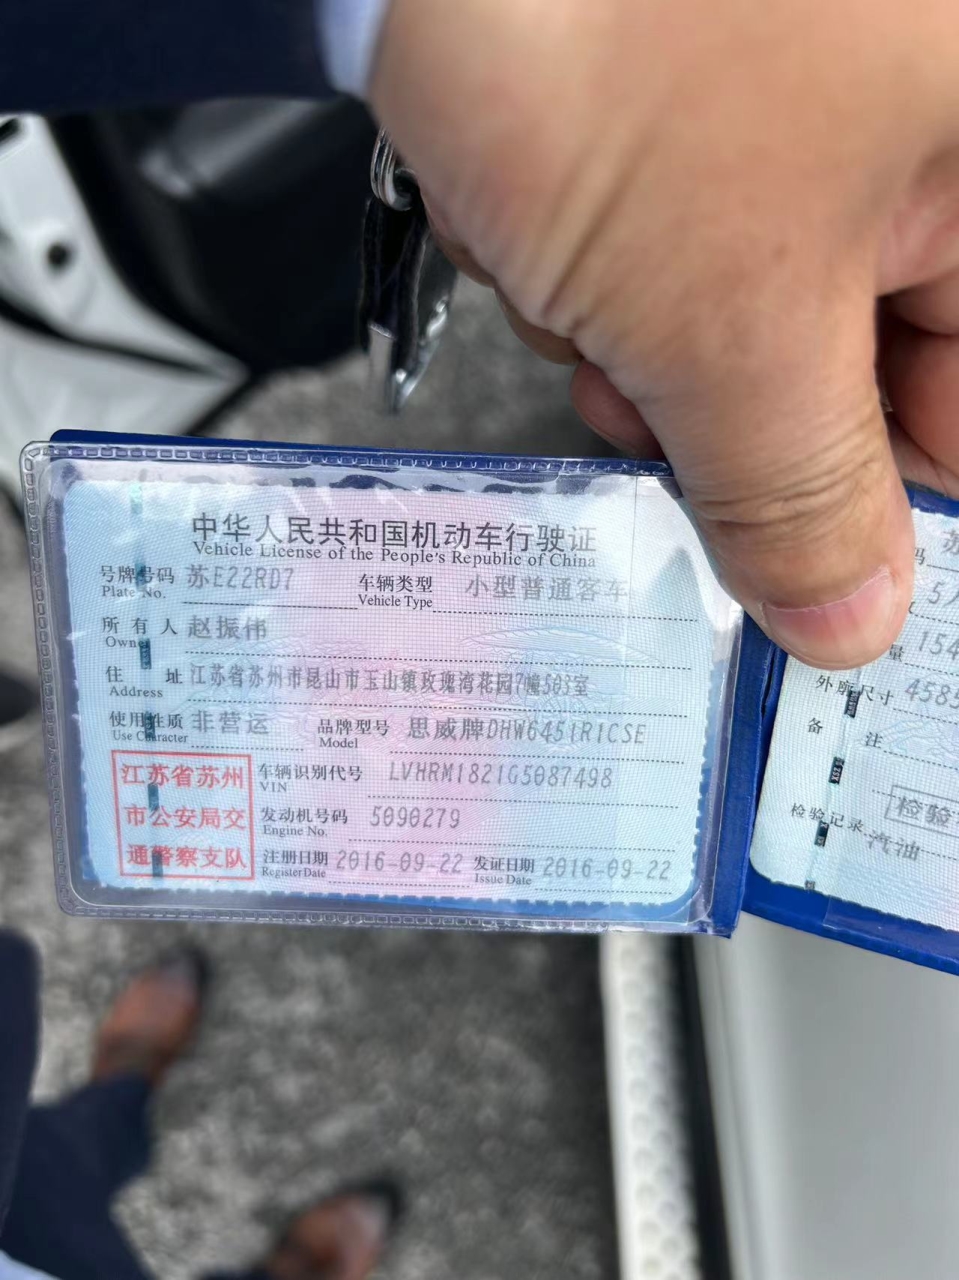 中华人民共和国机动车行驶证
Vehicle License of the People's Republic of China
号牌号码 苏E22RD7 车辆类型 小型普通客车
Plate No. Vehicle Type
所有人 赵振伟
Owner
住址 江苏省苏州市昆山市玉山镇玫瑰湾花园7幢503室
Address
使用性质 非营运 品牌型号 思威牌DHW6451R1CSE
Use Character Model
江苏省苏州
市公安局交
通警察支队
车辆识别代号 LVHRM1821G5087498
VIN
发动机号码 5090279
Engine No.
注册日期 2016-09-22 发证日期 2016-09-22
Register Date Issue Date
苏
码
5人
量 154
外廓尺寸 4585
备注
检验
检验记录 汽油